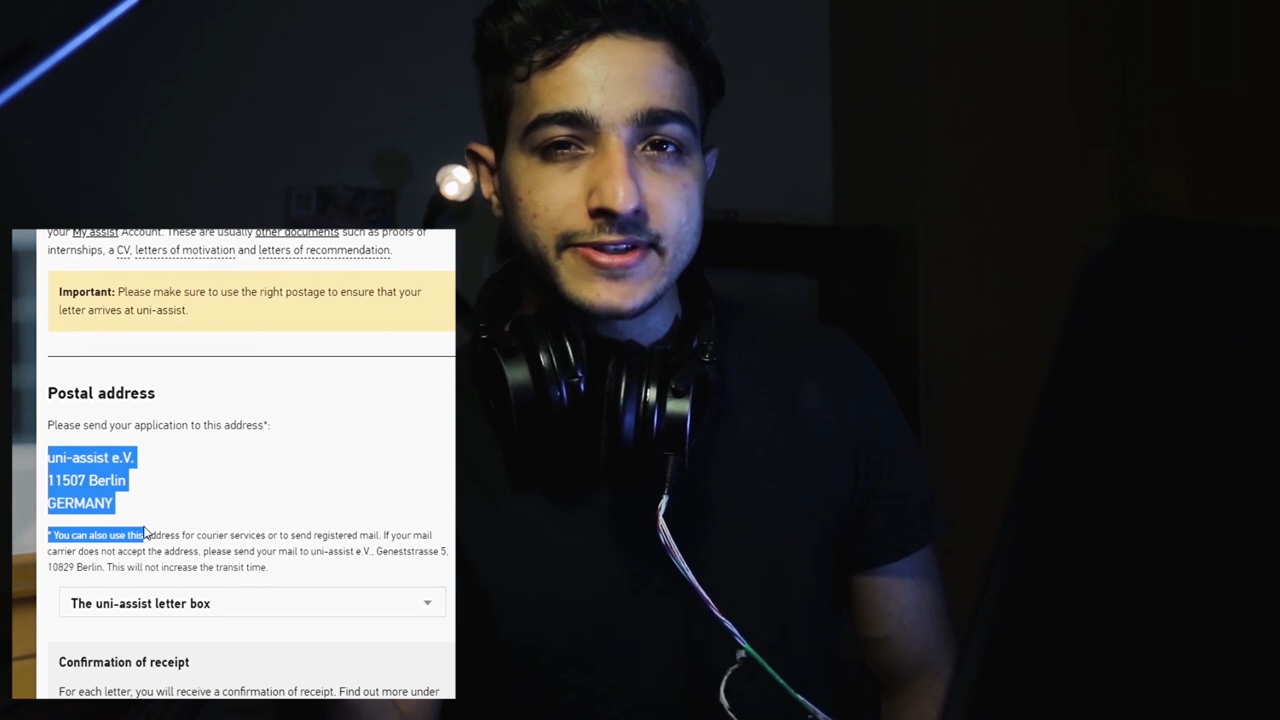 your My assist Account. These are usually other documents such as proofs of
internships, a CV, letters of motivation and letters of recommendation.
Important: Please make sure to use the right postage to ensure that your
letter arrives at uni-assist.
Postal address
Please send your application to this address*:
uni-assist e.V.
11507 Berlin
GERMANY
* You can also use this address for courier services or to send registered mail. If your mail
carrier does not accept the address, please send your mail to uni-assist e.V., Geneststrasse 5,
10829 Berlin. This will not increase the transit time.
The uni-assist letter box
Confirmation of receipt
For each letter, you will receive a confirmation of receipt. Find out more under